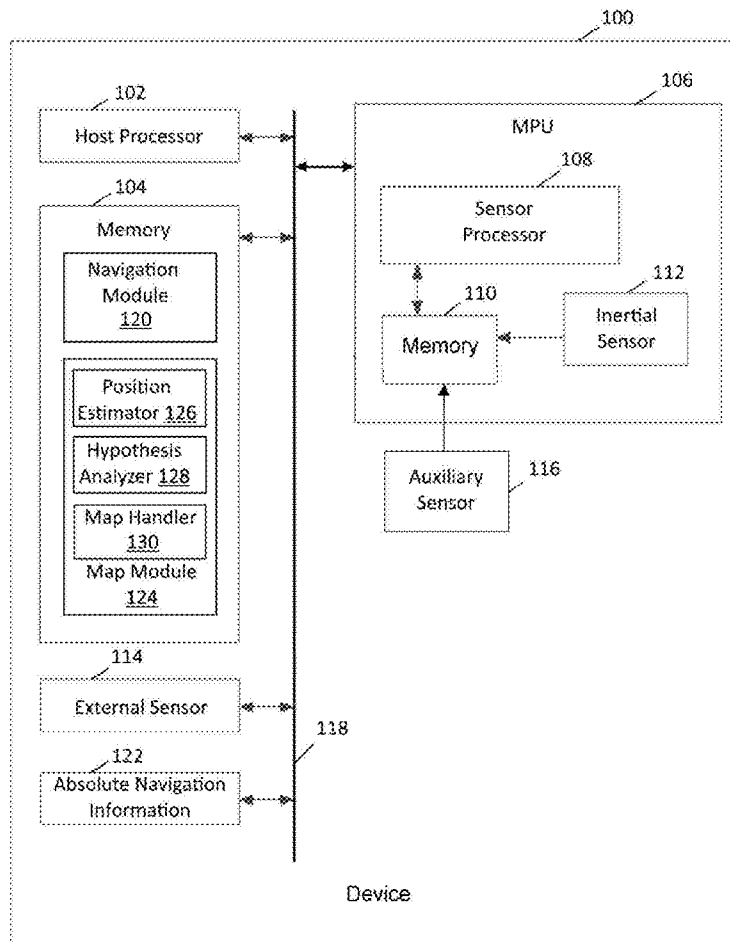 100
102
Host Processor
104
Memory
Navigation
Module
120
Position
Estimator 126
Hypothesis
Analyzer 128
Map Handler
130
Map Module
124
114
External Sensor
122
Absolute Navigation
Information
118
106
MPU
108
Sensor
Processor
110
Memory
112
Inertial
Sensor
Auxiliary
Sensor
116
Device